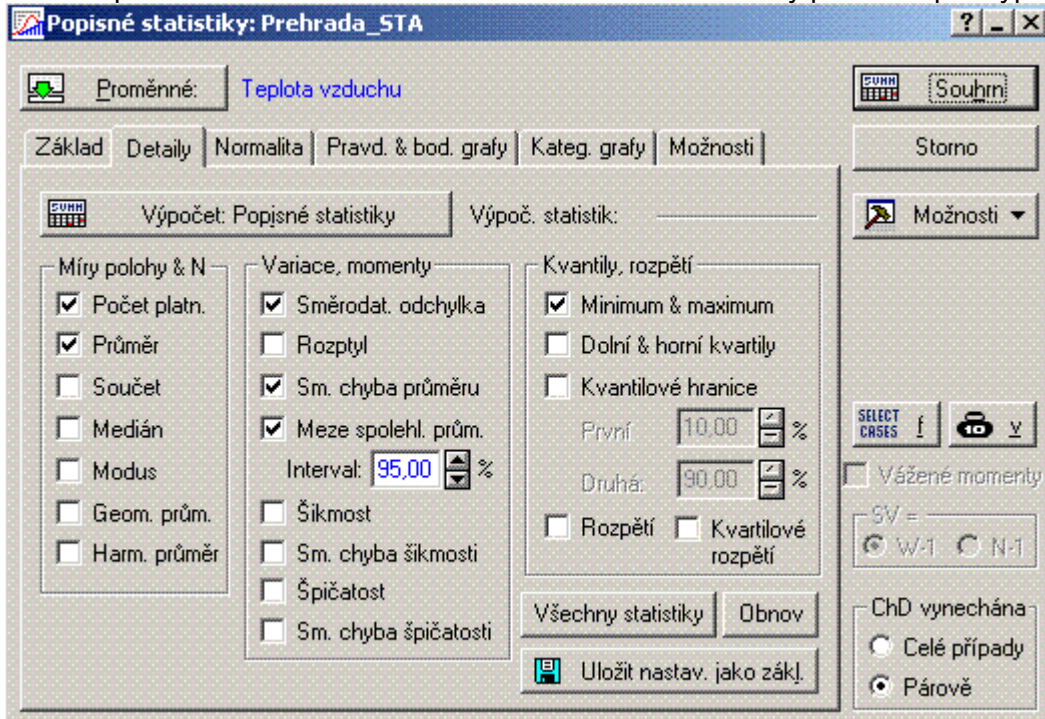 Popisné statistiky: Prehrada_STA
Proměnné:
Teplota vzduchu
Souhrn
Základ
Detaily
Normalita
Pravd. & bod. grafy
Kateg. grafy
Možnosti
Storno
Výpočet: Popisné statistiky
Výpoč. statistik:
Možnosti
Míry polohy & N
Počet platn.
Průměr
Součet
Medián
Modus
Geom. prům.
Harm. průměr
Variace, momenty
Směrodat. odchylka
Rozptyl
Sm. chyba průměru
Meze spolehl. prům.
Interval: 95,00 %
Šikmost
Sm. chyba šikmosti
Špičatost
Sm. chyba špičatosti
Kvantily, rozpětí
Minimum & maximum
Dolní & horní kvartily
Kvantilové hranice
První 10,00 %
Druhá: 90,00 %
Rozpětí
Kvartilové
rozpětí
Všechny statistiky
Obnov
Uložit nastav. jako zákl.
SELECT
CASES
f
v
Vážené momenty
SV =
W-1
N-1
ChD vynechána
Celé případy
Párově